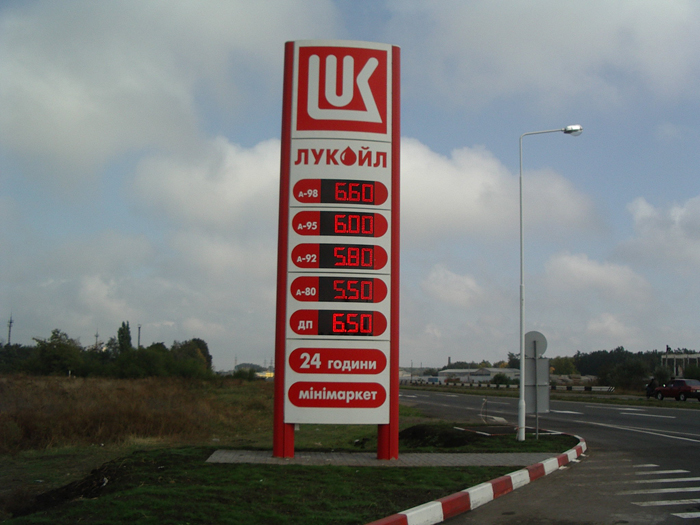 LUK
ЛУКОЙЛ
А-98 6.60
А-95 6.00
А-92 5.80
А-80 5.50
ДП 6.50
24 години
мінімаркет